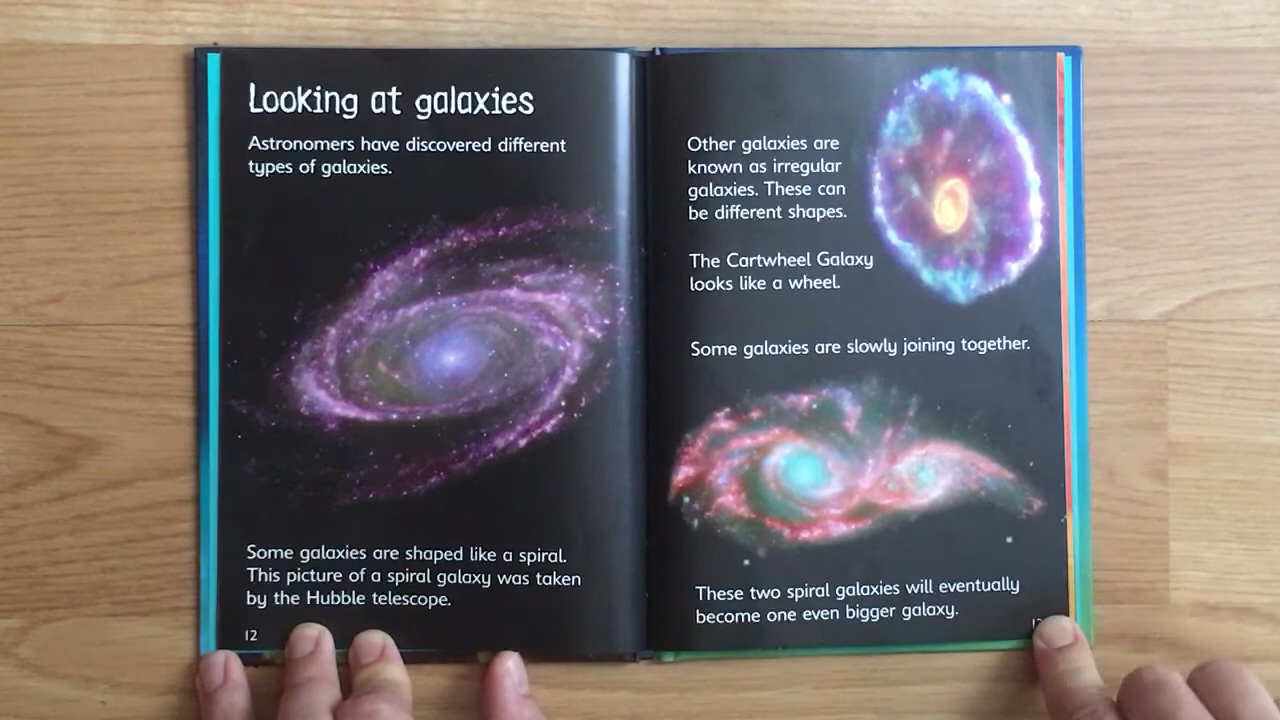 Looking at galaxies
Astronomers have discovered different
types of galaxies.
Some galaxies are shaped like a spiral.
This picture of a spiral galaxy was taken
by the Hubble telescope.
12
Other galaxies are
known as irregular
galaxies. These can
be different shapes.
The Cartwheel Galaxy
looks like a wheel.
Some galaxies are slowly joining together.
These two spiral galaxies will eventually
become one even bigger galaxy.